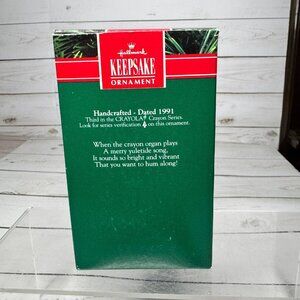 Hallmark
KEEPSAKE
ORNAMENT
Handcrafted - Dated 1991
Third in the CRAYOLA® Crayon Series.
Look for series verification on this ornament.
When the crayon organ plays
A merry yuletide song,
It sounds so bright and vibrant
That you want to hum along!